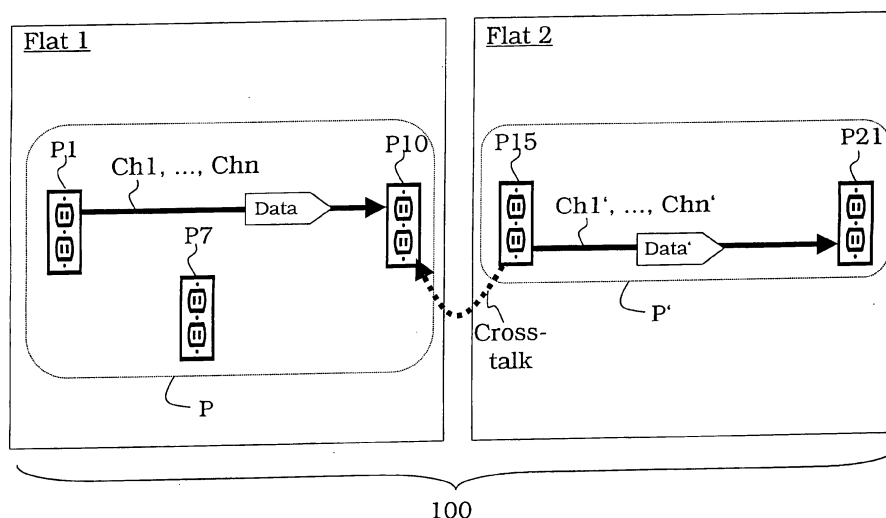 Flat 1
Flat 2
P1
P10
P15
P21
Ch1, ..., Chn
Data
P7
Ch1‘, ..., Chn‘
Data‘
Cross-
talk
P‘
P
100